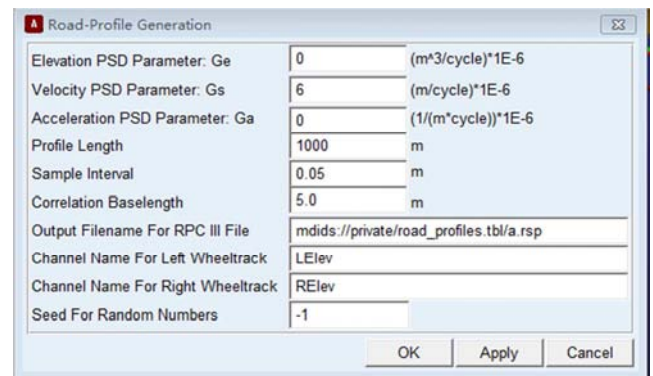 A Road-Profile Generation
Elevation PSD Parameter: Ge 0 (m^3/cycle)*1E-6
Velocity PSD Parameter: Gs 6 (m/cycle)*1E-6
Acceleration PSD Parameter: Ga 0 (1/(m*cycle))*1E-6
Profile Length 1000 m
Sample Interval 0.05 m
Correlation Baselength 5.0 m
Output Filename For RPC III File mdids://private/road_profiles.tbl/a.rsp
Channel Name For Left Wheeltrack LElev
Channel Name For Right Wheeltrack RElev
Seed For Random Numbers -1
OK Apply Cancel